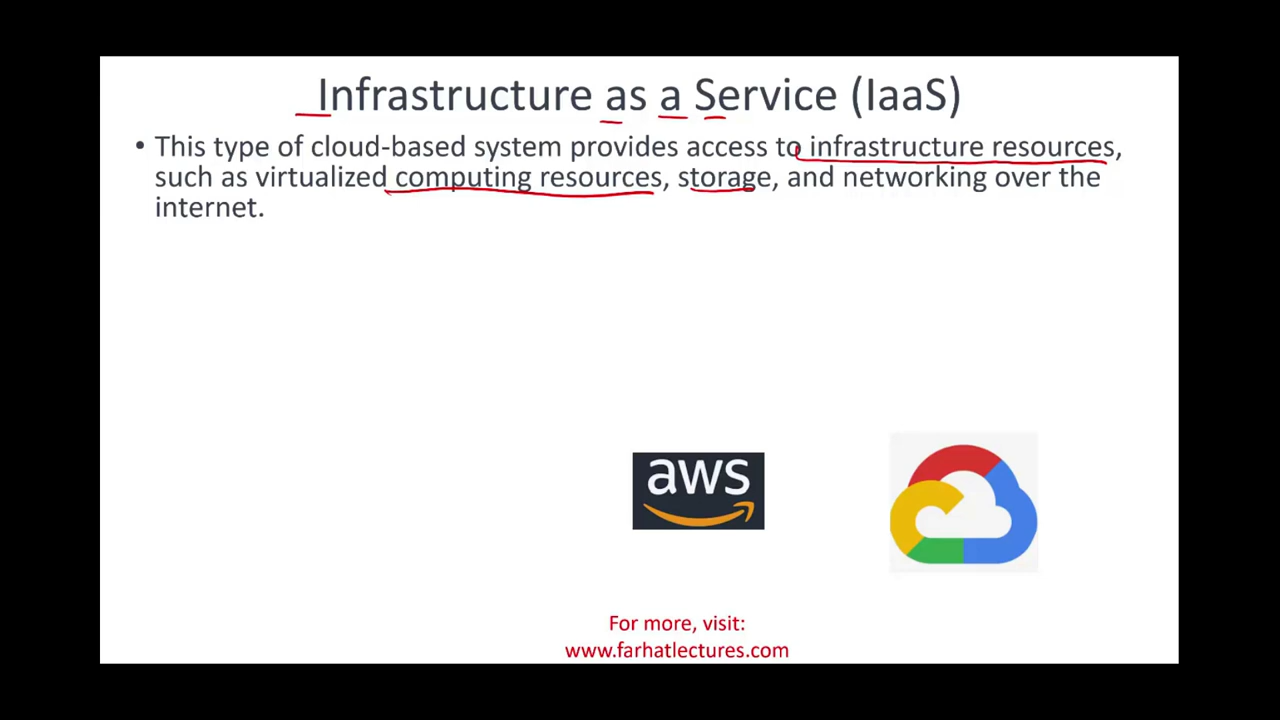 Infrastructure as a Service (IaaS)
• This type of cloud-based system provides access to infrastructure resources,
such as virtualized computing resources, storage, and networking over the
internet.
aws
For more, visit:
www.farhatlectures.com